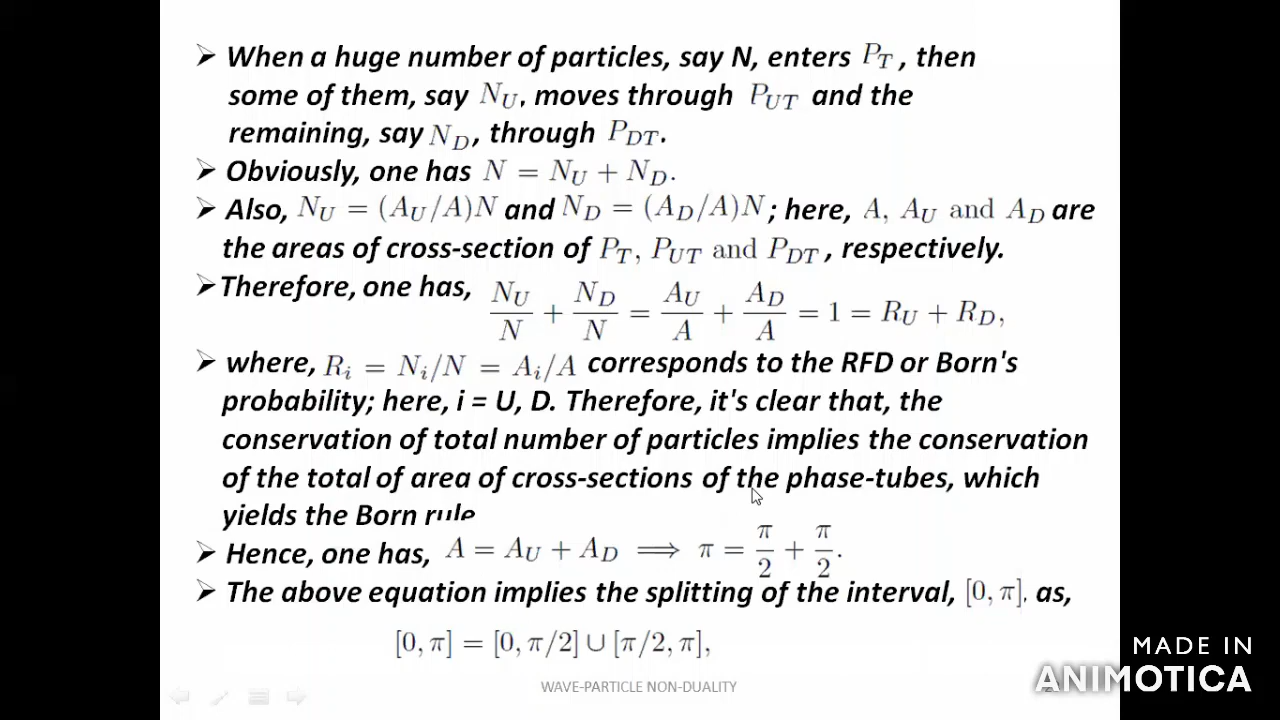 ➢ When a huge number of particles, say N, enters P_T, then
some of them, say N_U, moves through P_UT and the
remaining, say N_D, through P_DT.
➢ Obviously, one has N = N_U + N_D.
➢ Also, N_U = (A_U/A)N and N_D = (A_D/A)N; here, A, A_U and A_D are
the areas of cross-section of P_T, P_UT and P_DT, respectively.
➢ Therefore, one has, N_U/N + N_D/N = A_U/A + A_D/A = 1 = R_U + R_D,
➢ where, R_i = N_i/N = A_i/A corresponds to the RFD or Born's
probability; here, i = U, D. Therefore, it's clear that, the
conservation of total number of particles implies the conservation
of the total of area of cross-sections of the phase-tubes, which
yields the Born rule
➢ Hence, one has, A = A_U + A_D ⟹ π = π/2 + π/2.
➢ The above equation implies the splitting of the interval, [0, π], as,
[0, π] = [0, π/2] ∪ [π/2, π],
WAVE-PARTICLE NON-DUALITY
MADE IN
ANIMOTICA